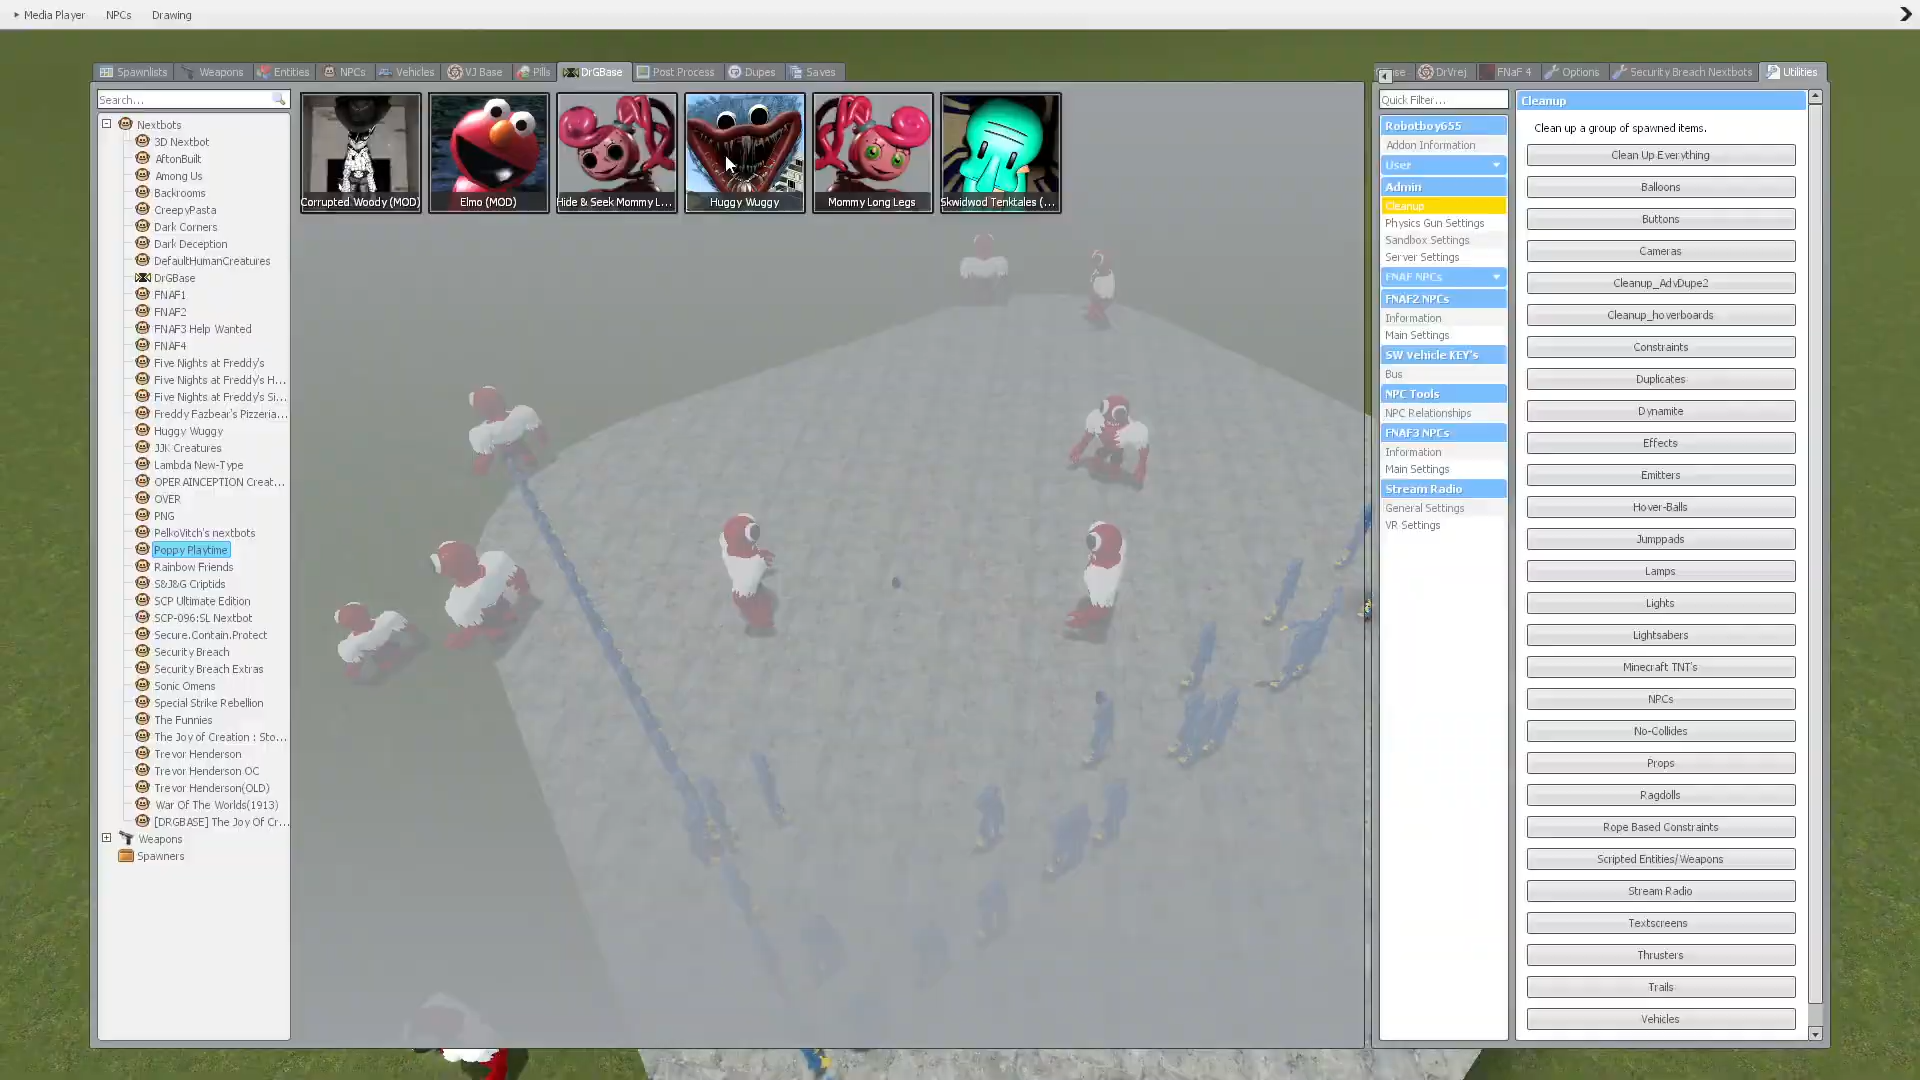 Media Player NPCs Drawing
Spawnlists Weapons Entities NPCs Vehicles VJ Base Pills DrGBase Post Process Dupes Saves
Search...
Nextbots
3D Nextbot
AftonBuilt
Among Us
Backrooms
CreepyPasta
Dark Corners
Dark Deception
DefaultHumanCreatures
DrGBase
FNAF1
FNAF2
FNAF3 Help Wanted
FNAF4
Five Nights at Freddy's
Five Nights at Freddy's H...
Five Nights at Freddy's Si...
Freddy Fazbear's Pizzeria...
Huggy Wuggy
JJK Creatures
Lambda New-Type
OPERAINCEPTION Creat...
OVER
PNG
PelkoVitch's nextbots
Poppy Playtime
Rainbow Friends
S&J&G Criptids
SCP Ultimate Edition
SCP-096:SL Nextbot
Secure.Contain.Protect
Security Breach
Security Breach Extras
Sonic Omens
Special Strike Rebellion
The Funnies
The Joy of Creation : Sto...
Trevor Henderson
Trevor Henderson OC
Trevor Henderson(OLD)
War Of The Worlds(1913)
[DRGBASE] The Joy Of Cr...
Weapons
Spawners
Corrupted Woody (MOD)
Elmo (MOD)
Hide & Seek Mommy L...
Huggy Wuggy
Mommy Long Legs
Skwidwod Tenktales (...
DrVrej FNaF 4 Options Security Breach Nextbots Utilities
Quick Filter...
Robotboy655
Addon Information
User
Admin
Cleanup
Physics Gun Settings
Sandbox Settings
Server Settings
FNAF NPCs
FNAF2 NPCs
Information
Main Settings
SW Vehicle KEY's
Bus
NPC Tools
NPC Relationships
FNAF3 NPCs
Information
Main Settings
Stream Radio
General Settings
VR Settings
Cleanup
Clean up a group of spawned items.
Clean Up Everything
Balloons
Buttons
Cameras
Cleanup_AdvDupe2
Cleanup_hoverboards
Constraints
Duplicates
Dynamite
Effects
Emitters
Hover-Balls
Jumppads
Lamps
Lights
Lightsabers
Minecraft TNT's
NPCs
No-Collides
Props
Ragdolls
Rope Based Constraints
Scripted Entities/Weapons
Stream Radio
Textscreens
Thrusters
Trails
Vehicles